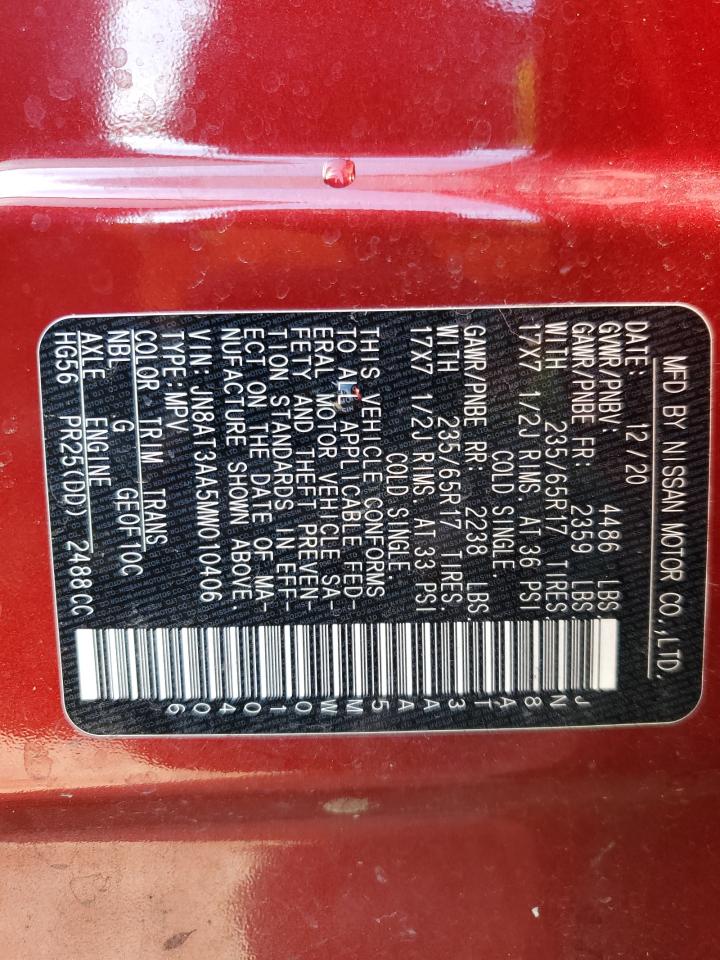 MFD BY NISSAN MOTOR CO.,LTD.
DATE: 12/20
GVWR/PNBV: 4486 LBS
GAWR/PNBE FR: 2359 LBS
WITH 235/65R17 TIRES.
17X7 1/2J RIMS AT 36 PSI
COLD SINGLE.
GAWR/PNBE RR: 2238 LBS.
WITH 235/65R17 TIRES.
17X7 1/2J RIMS AT 33 PSI
COLD SINGLE.
THIS VEHICLE CONFORMS
TO ALL APPLICABLE FED-
ERAL MOTOR VEHICLE SA-
FETY AND THEFT PREVEN-
TION STANDARDS IN EFF-
ECT ON THE DATE OF MA-
NUFACTURE SHOWN ABOVE.
VIN: JN8AT3AA5MW010406
TYPE: MPV
COLOR TRIM TRANS
NBL G GEOF10C
AXLE ENGINE
HG56 PR25(DD) 2488CC
JN8AT3AA5MW010406